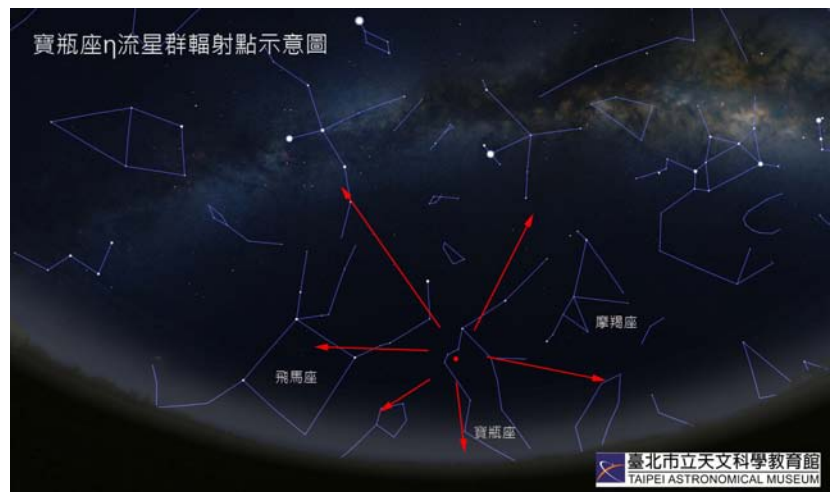 寶瓶座η流星群輻射點示意圖
摩羯座
飛馬座
寶瓶座
臺北市立天文科學教育館
TAIPEI ASTRONOMICAL MUSEUM